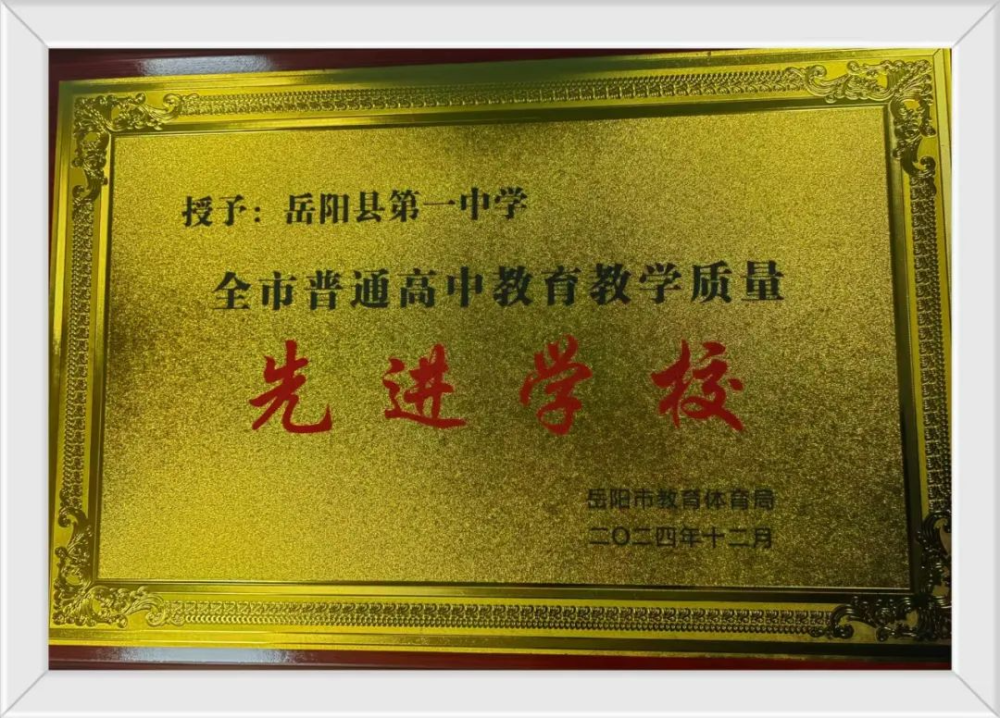 授予：岳阳县第一中学
全市普通高中教育教学质量
先进学校
岳阳市教育体育局
二〇二四年十二月